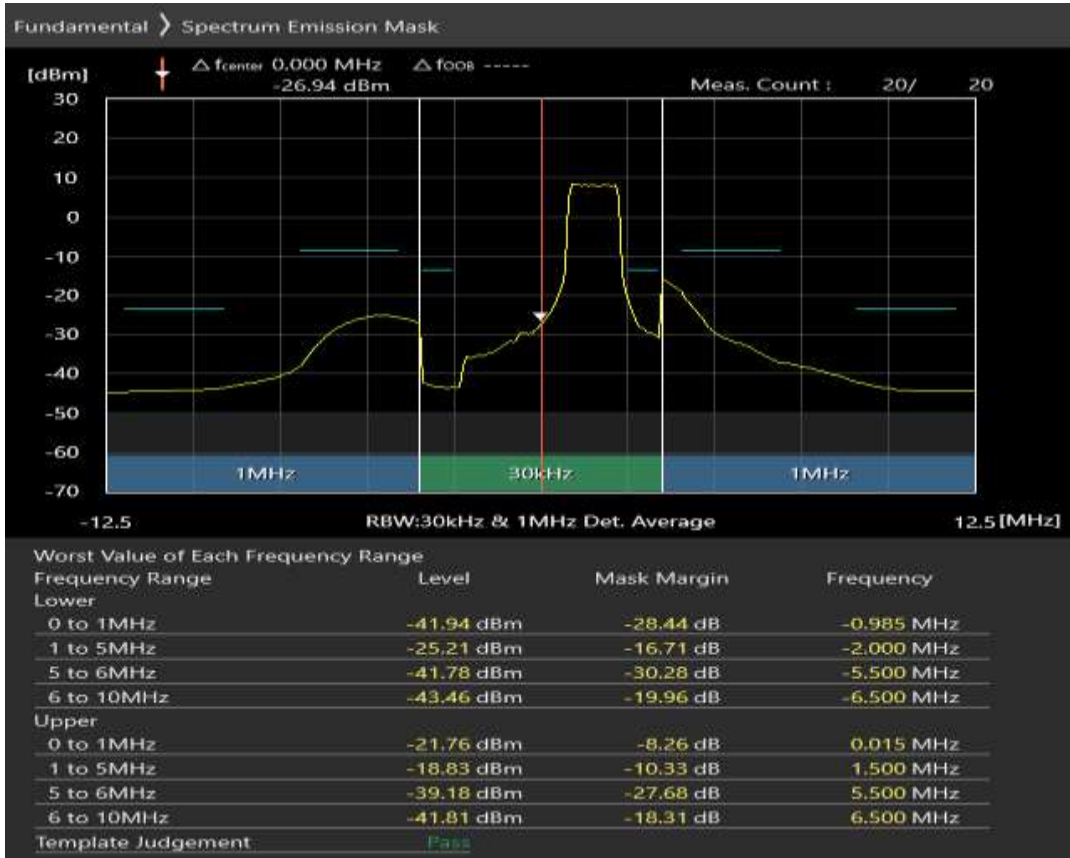 Fundamental ❯ Spectrum Emission Mask
[dBm] △ fcenter 0.000 MHz △ fOOB -----
-26.94 dBm Meas. Count : 20/ 20
30
20
10
0
-10
-20
-30
-40
-50
-60
1MHz 30kHz 1MHz
-70
-12.5 RBW:30kHz & 1MHz Det. Average 12.5 [MHz]
Worst Value of Each Frequency Range
Frequency Range Level Mask Margin Frequency
Lower
0 to 1MHz -41.94 dBm -28.44 dB -0.985 MHz
1 to 5MHz -25.21 dBm -16.71 dB -2.000 MHz
5 to 6MHz -41.78 dBm -30.28 dB -5.500 MHz
6 to 10MHz -43.46 dBm -19.96 dB -6.500 MHz
Upper
0 to 1MHz -21.76 dBm -8.26 dB 0.015 MHz
1 to 5MHz -18.83 dBm -10.33 dB 1.500 MHz
5 to 6MHz -39.18 dBm -27.68 dB 5.500 MHz
6 to 10MHz -41.81 dBm -18.31 dB 6.500 MHz
Template Judgement Pass